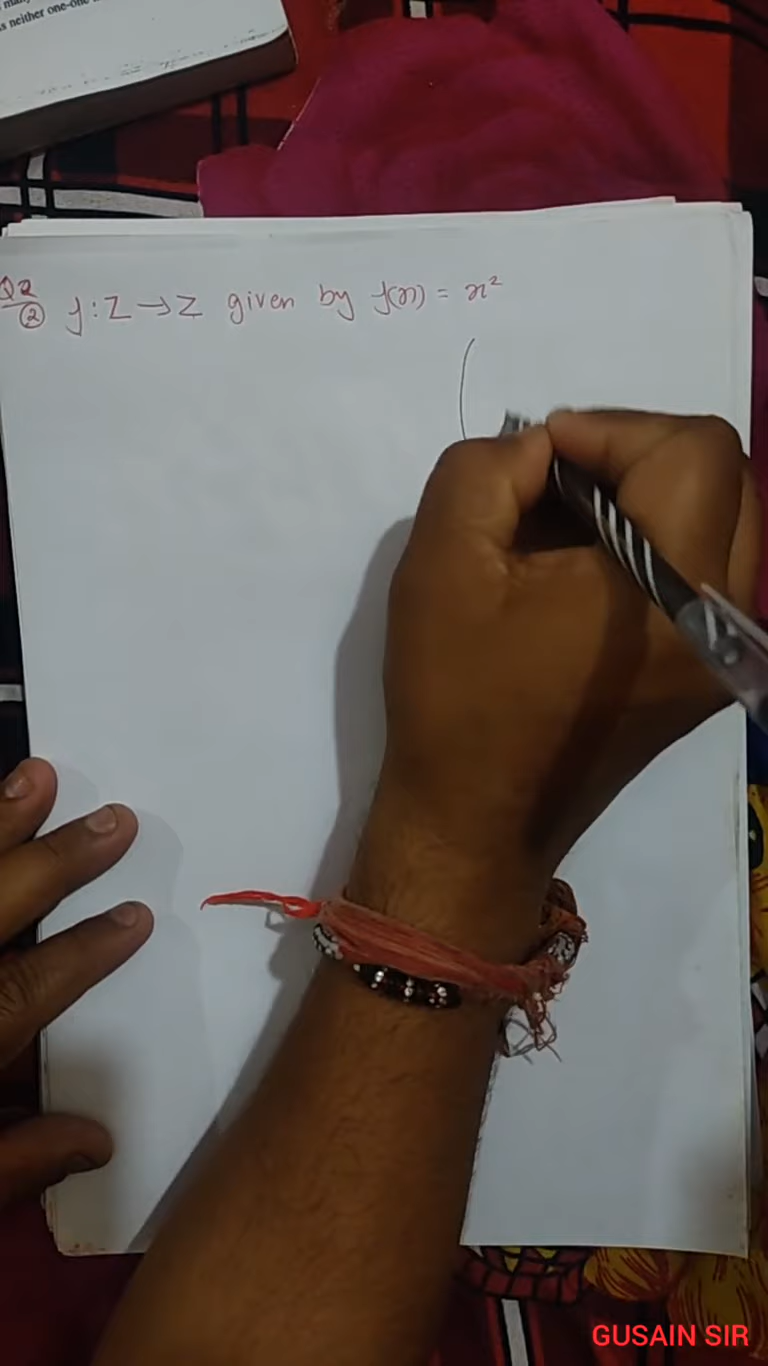 s neither one-one
Q2
② f: Z → Z given by f(x) = x²
GUSAIN SIR